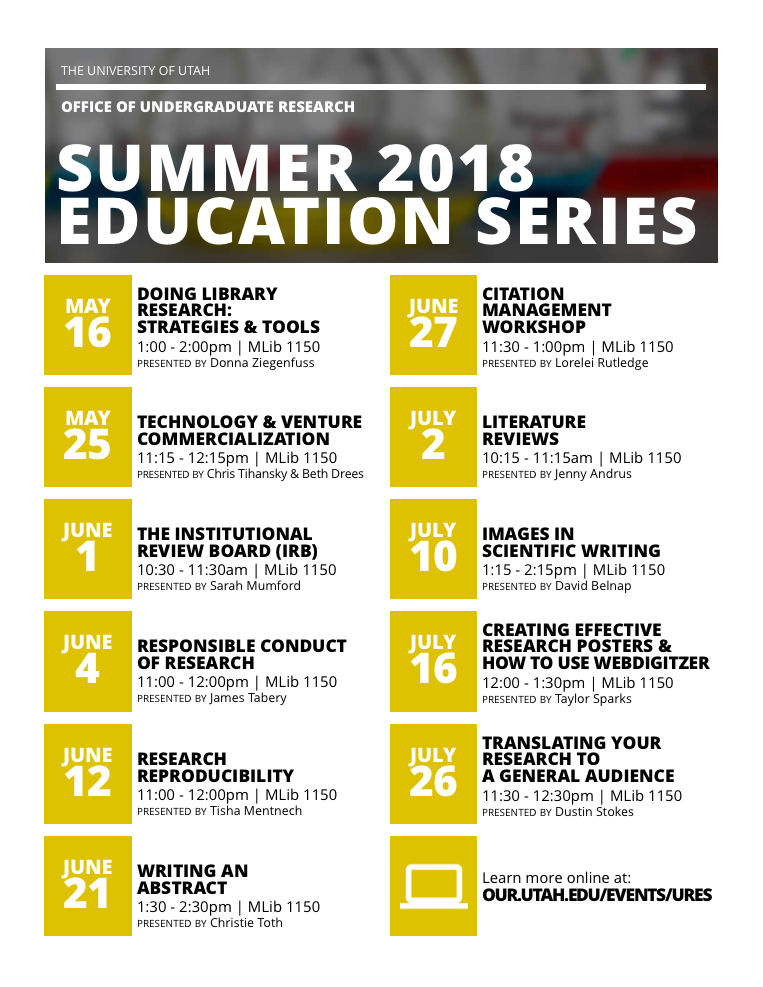 THE UNIVERSITY OF UTAH
OFFICE OF UNDERGRADUATE RESEARCH
SUMMER 2018
EDUCATION SERIES
MAY
16
DOING LIBRARY
RESEARCH:
STRATEGIES & TOOLS
1:00 - 2:00pm | MLib 1150
PRESENTED BY Donna Ziegenfuss
MAY
25
TECHNOLOGY & VENTURE
COMMERCIALIZATION
11:15 - 12:15pm | MLib 1150
PRESENTED BY Chris Tihansky & Beth Drees
JUNE
1
THE INSTITUTIONAL
REVIEW BOARD (IRB)
10:30 - 11:30am | MLib 1150
PRESENTED BY Sarah Mumford
JUNE
4
RESPONSIBLE CONDUCT
OF RESEARCH
11:00 - 12:00pm | MLib 1150
PRESENTED BY James Tabery
JUNE
12
RESEARCH
REPRODUCIBILITY
11:00 - 12:00pm | MLib 1150
PRESENTED BY Tisha Mentnech
JUNE
21
WRITING AN
ABSTRACT
1:30 - 2:30pm | MLib 1150
PRESENTED BY Christie Toth
JUNE
27
CITATION
MANAGEMENT
WORKSHOP
11:30 - 1:00pm | MLib 1150
PRESENTED BY Lorelei Rutledge
JULY
2
LITERATURE
REVIEWS
10:15 - 11:15am | MLib 1150
PRESENTED BY Jenny Andrus
JULY
10
IMAGES IN
SCIENTIFIC WRITING
1:15 - 2:15pm | MLib 1150
PRESENTED BY David Belnap
JULY
16
CREATING EFFECTIVE
RESEARCH POSTERS &
HOW TO USE WEBDIGITZER
12:00 - 1:30pm | MLib 1150
PRESENTED BY Taylor Sparks
JULY
26
TRANSLATING YOUR
RESEARCH TO
A GENERAL AUDIENCE
11:30 - 12:30pm | MLib 1150
PRESENTED BY Dustin Stokes
Learn more online at:
OUR.UTAH.EDU/EVENTS/URES